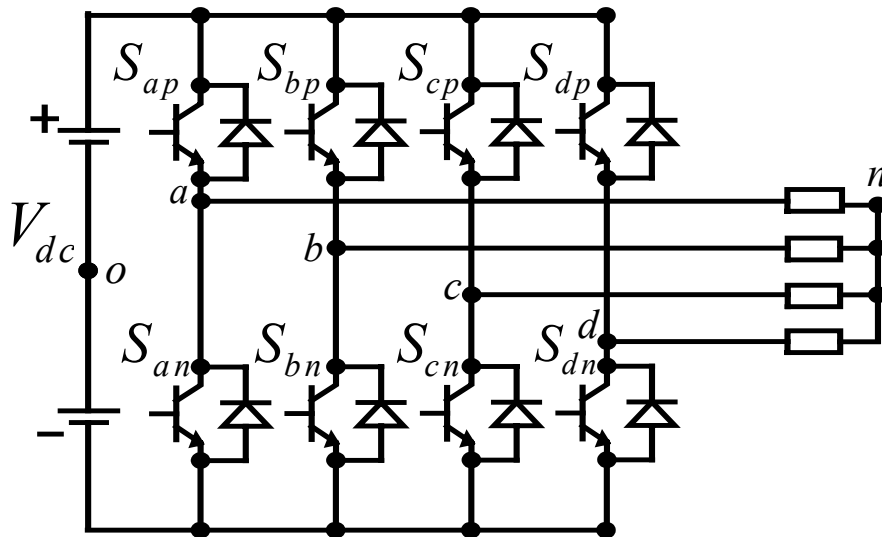 S_ap S_bp S_cp S_dp
+
n
a
V_dc
b
o
c
d
S_an S_bn S_cn S_dn
−